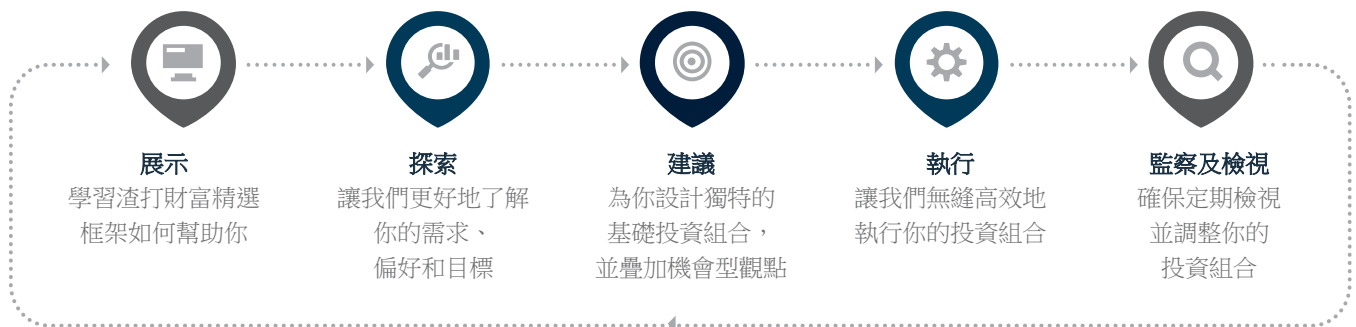 展示
學習渣打財富精選
框架如何幫助你
探索
讓我們更好地了解
你的需求、
偏好和目標
建議
為你設計獨特的
基礎投資組合，
並疊加機會型觀點
執行
讓我們無縫高效地
執行你的投資組合
監察及檢視
確保定期檢視
並調整你的
投資組合